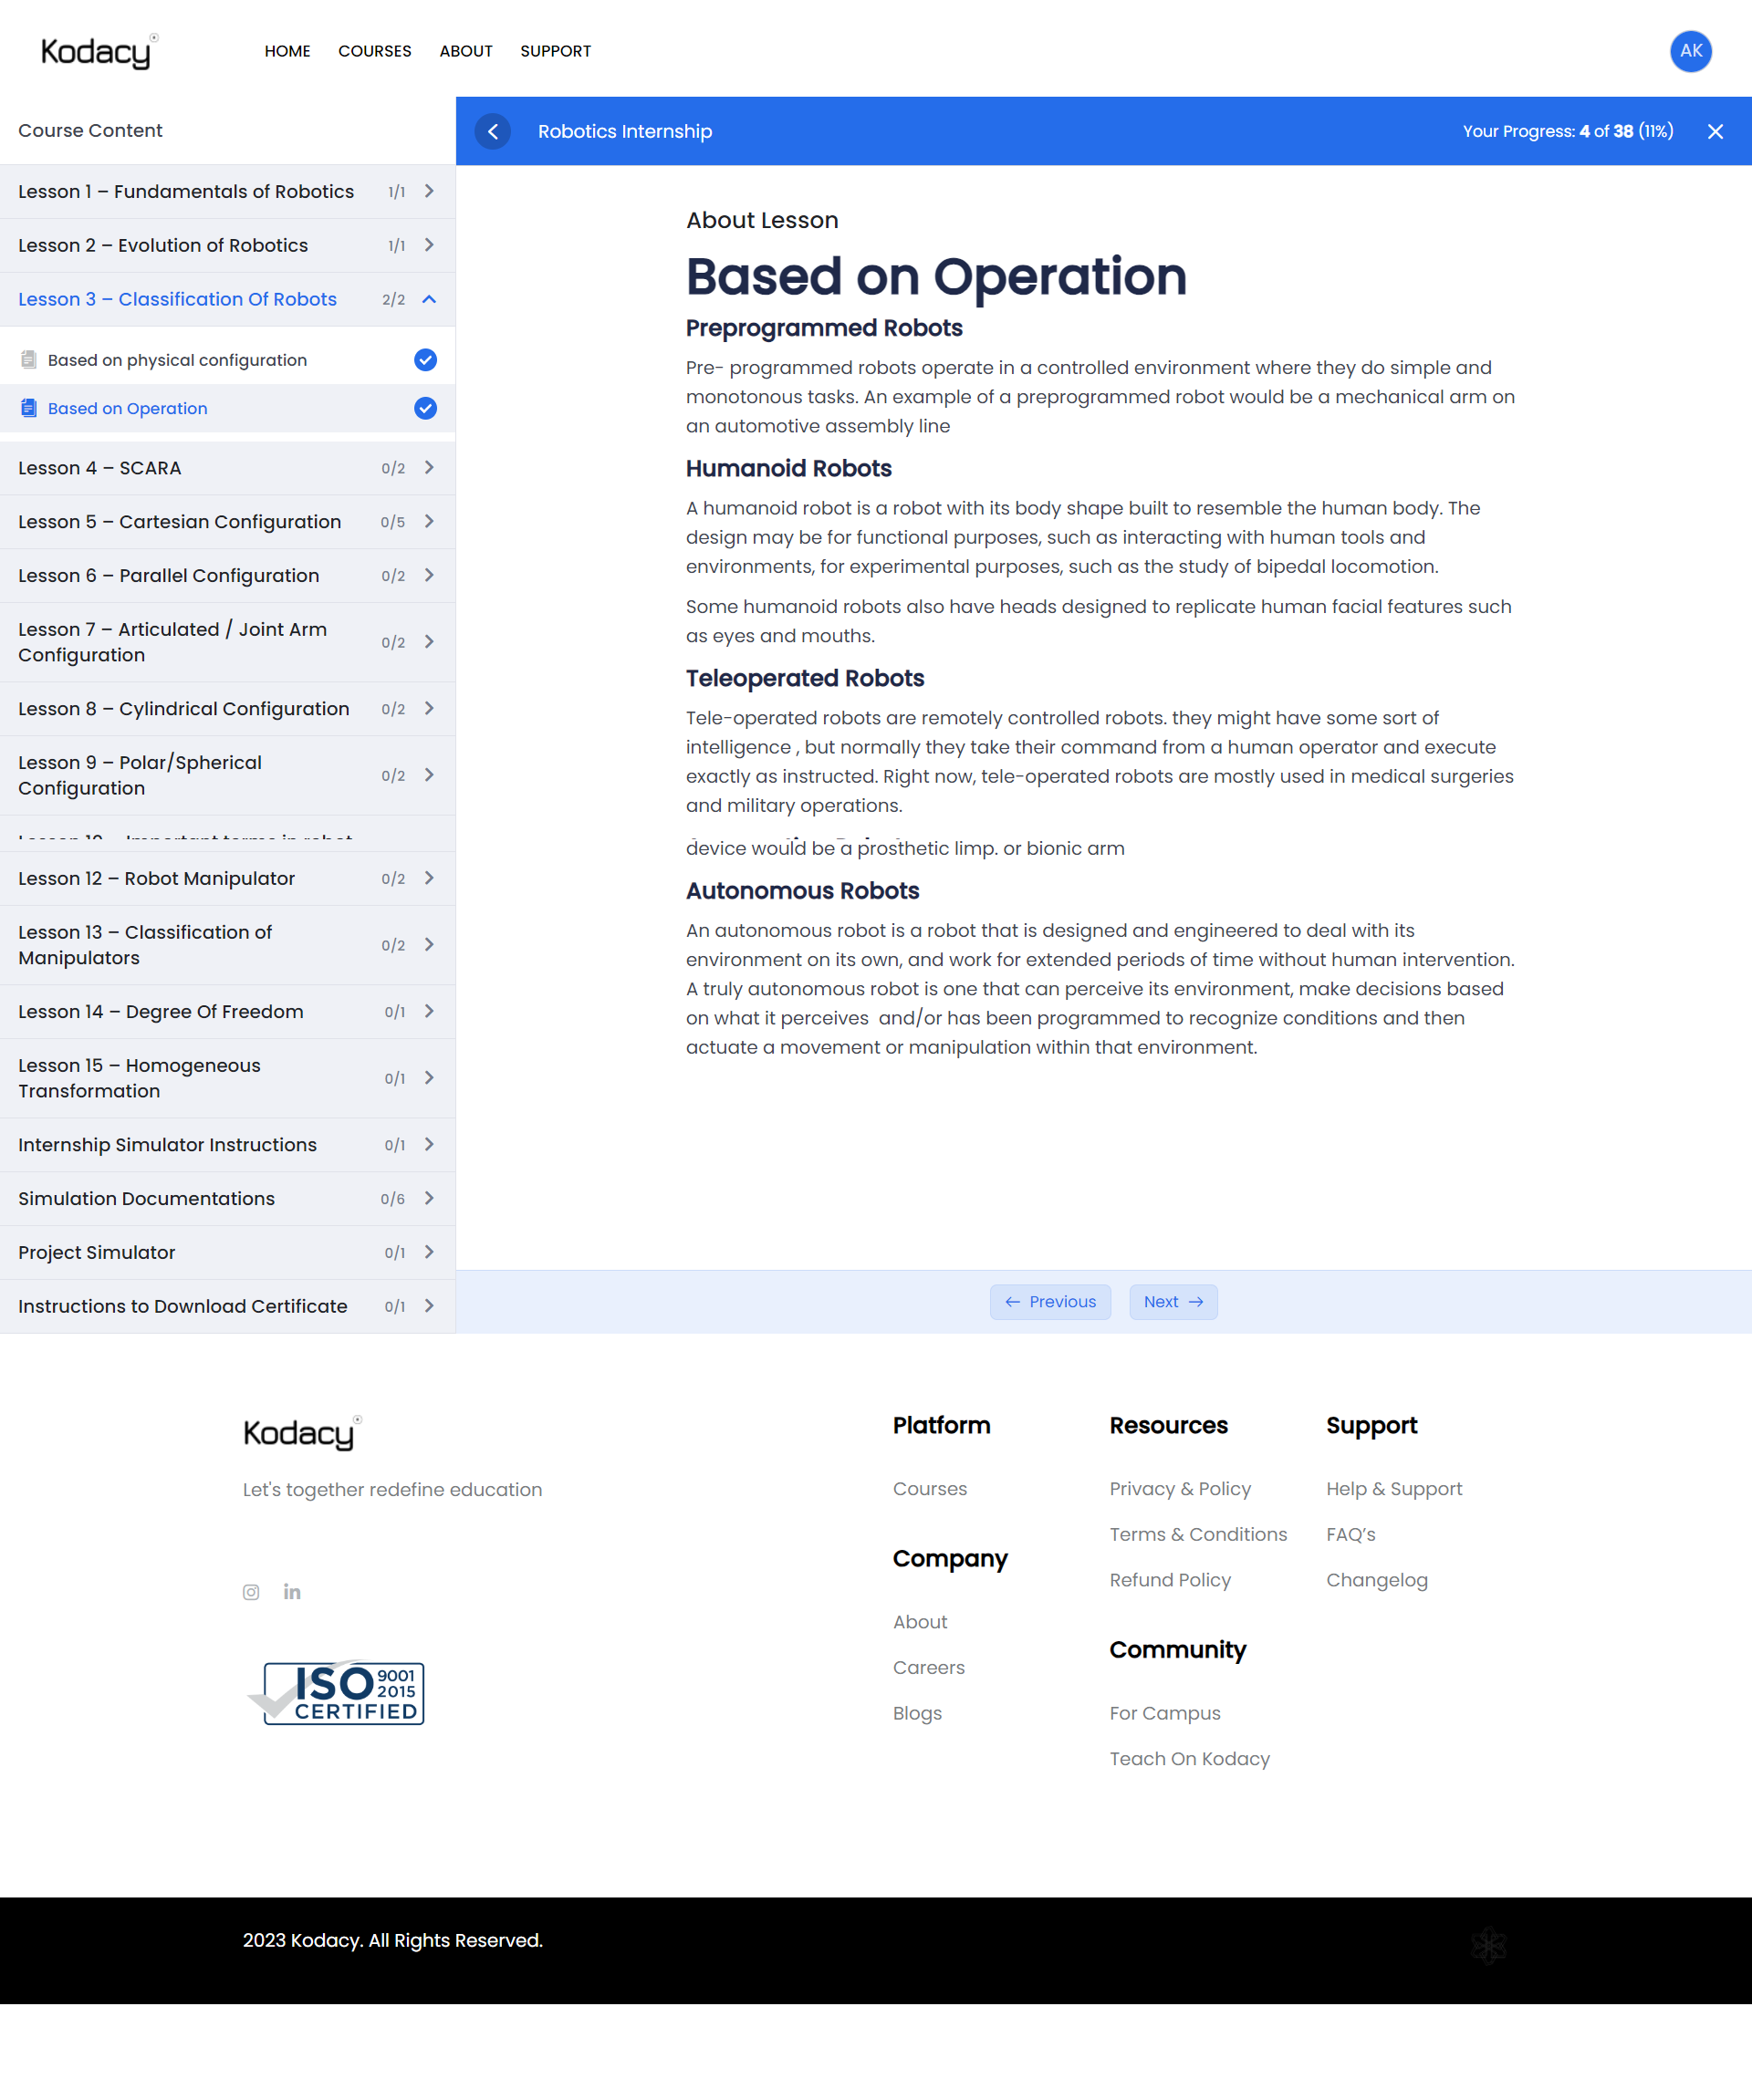 Kodacy
HOME COURSES ABOUT SUPPORT
AK
Course Content
Lesson 1 – Fundamentals of Robotics 1/1
Lesson 2 – Evolution of Robotics 1/1
Lesson 3 – Classification Of Robots 2/2
Based on physical configuration
Based on Operation
Lesson 4 – SCARA 0/2
Lesson 5 – Cartesian Configuration 0/5
Lesson 6 – Parallel Configuration 0/2
Lesson 7 – Articulated / Joint Arm
Configuration 0/2
Lesson 8 – Cylindrical Configuration 0/2
Lesson 9 – Polar/Spherical
Configuration 0/2
Lesson 12 – Robot Manipulator 0/2
Lesson 13 – Classification of
Manipulators 0/2
Lesson 14 – Degree Of Freedom 0/1
Lesson 15 – Homogeneous
Transformation 0/1
Internship Simulator Instructions 0/1
Simulation Documentations 0/6
Project Simulator 0/1
Instructions to Download Certificate 0/1
Robotics Internship
Your Progress: 4 of 38 (11%)
About Lesson
Based on Operation
Preprogrammed Robots
Pre- programmed robots operate in a controlled environment where they do simple and
monotonous tasks. An example of a preprogrammed robot would be a mechanical arm on
an automotive assembly line
Humanoid Robots
A humanoid robot is a robot with its body shape built to resemble the human body. The
design may be for functional purposes, such as interacting with human tools and
environments, for experimental purposes, such as the study of bipedal locomotion.
Some humanoid robots also have heads designed to replicate human facial features such
as eyes and mouths.
Teleoperated Robots
Tele-operated robots are remotely controlled robots. they might have some sort of
intelligence , but normally they take their command from a human operator and execute
exactly as instructed. Right now, tele-operated robots are mostly used in medical surgeries
and military operations.
device would be a prosthetic limp. or bionic arm
Autonomous Robots
An autonomous robot is a robot that is designed and engineered to deal with its
environment on its own, and work for extended periods of time without human intervention.
A truly autonomous robot is one that can perceive its environment, make decisions based
on what it perceives  and/or has been programmed to recognize conditions and then
actuate a movement or manipulation within that environment.
Previous
Next
Kodacy
Let's together redefine education
ISO 9001
2015
CERTIFIED
Platform
Courses
Company
About
Careers
Blogs
Resources
Privacy & Policy
Terms & Conditions
Refund Policy
Community
For Campus
Teach On Kodacy
Support
Help & Support
FAQ’s
Changelog
2023 Kodacy. All Rights Reserved.